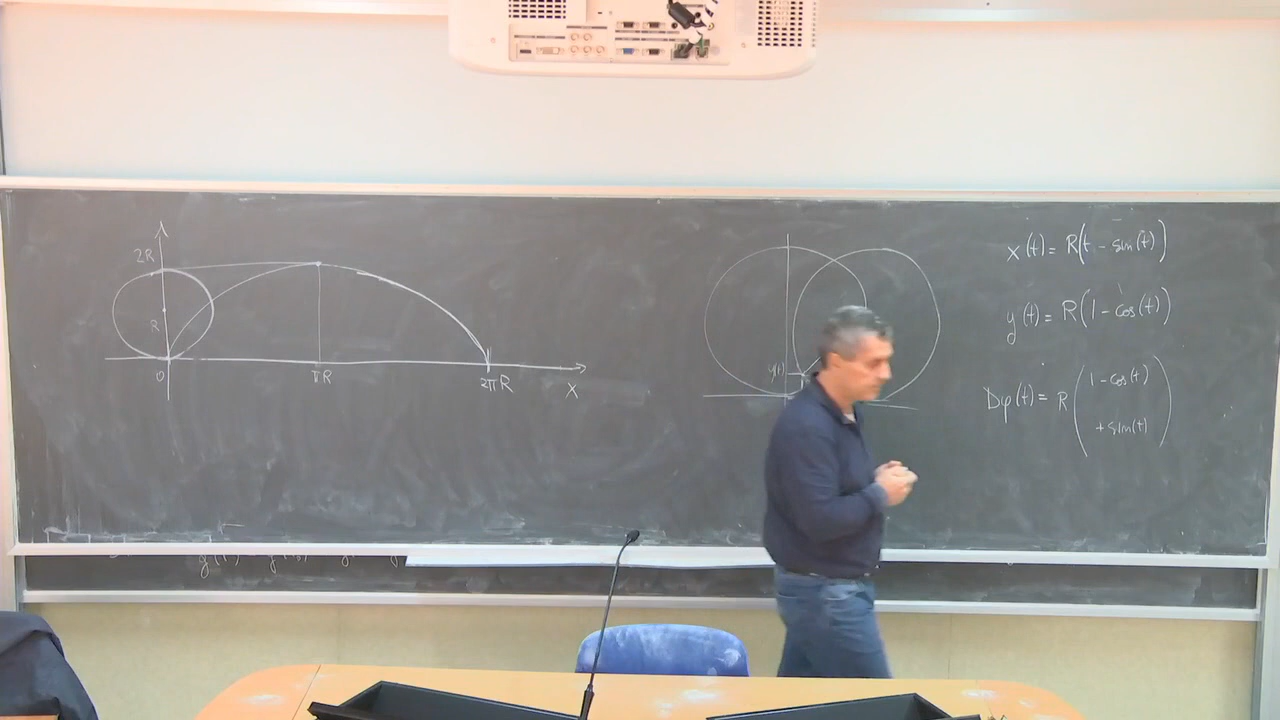 2R
R
0
πR
2πR
x
y(t)
x(t) = R(t - sin(t))
y(t) = R(1 - cos(t))
Dφ(t) = R (1 - cos(t)
+ sin(t))